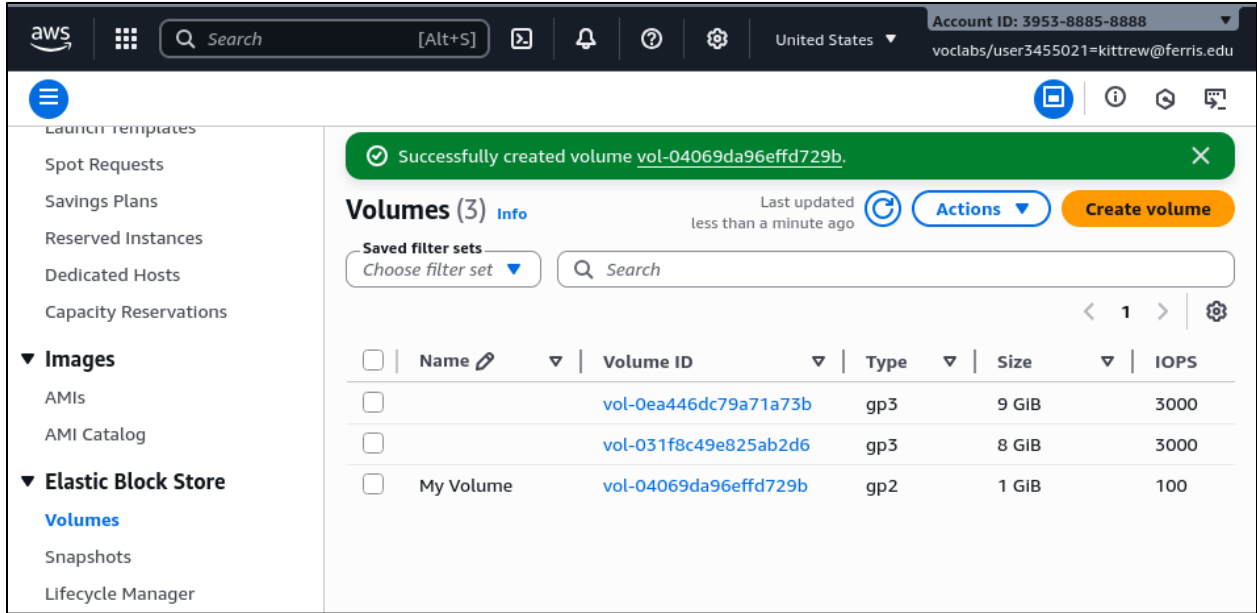 aws
Search [Alt+S]
United States
Account ID: 3953-8885-8888
voclabs/user3455021=kittrew@ferris.edu
Launch Templates
Spot Requests
Savings Plans
Reserved Instances
Dedicated Hosts
Capacity Reservations
Images
AMIs
AMI Catalog
Elastic Block Store
Volumes
Snapshots
Lifecycle Manager
Successfully created volume vol-04069da96effd729b.
Volumes (3) Info
Last updated
less than a minute ago
Actions
Create volume
Saved filter sets
Choose filter set
Search
1
Name Volume ID Type Size IOPS
vol-0ea446dc79a71a73b gp3 9 GiB 3000
vol-031f8c49e825ab2d6 gp3 8 GiB 3000
My Volume vol-04069da96effd729b gp2 1 GiB 100